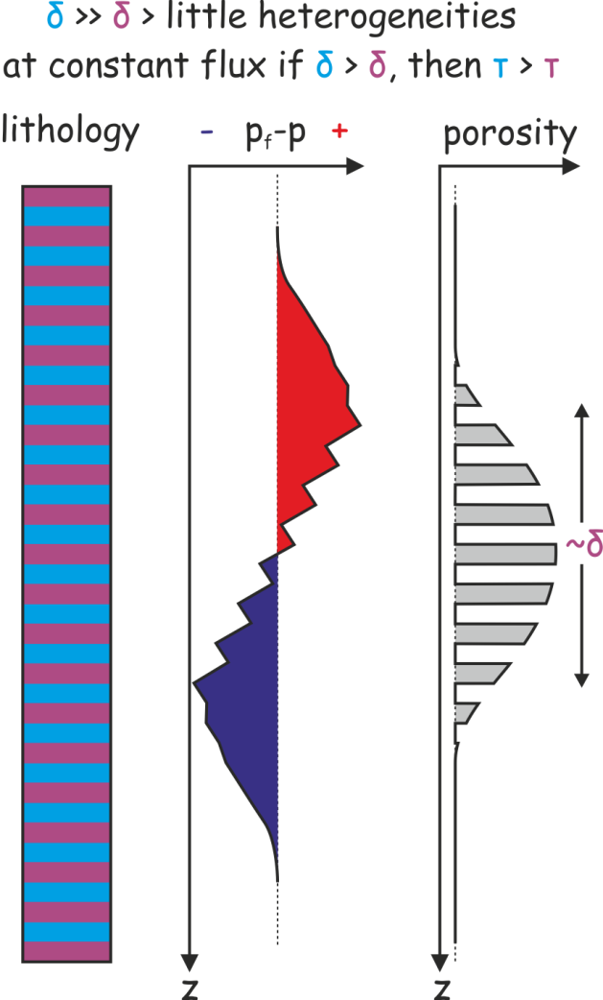 δ >> δ > little heterogeneities
at constant flux if δ > δ, then τ > τ
lithology - pf-p + porosity
~δ
z z